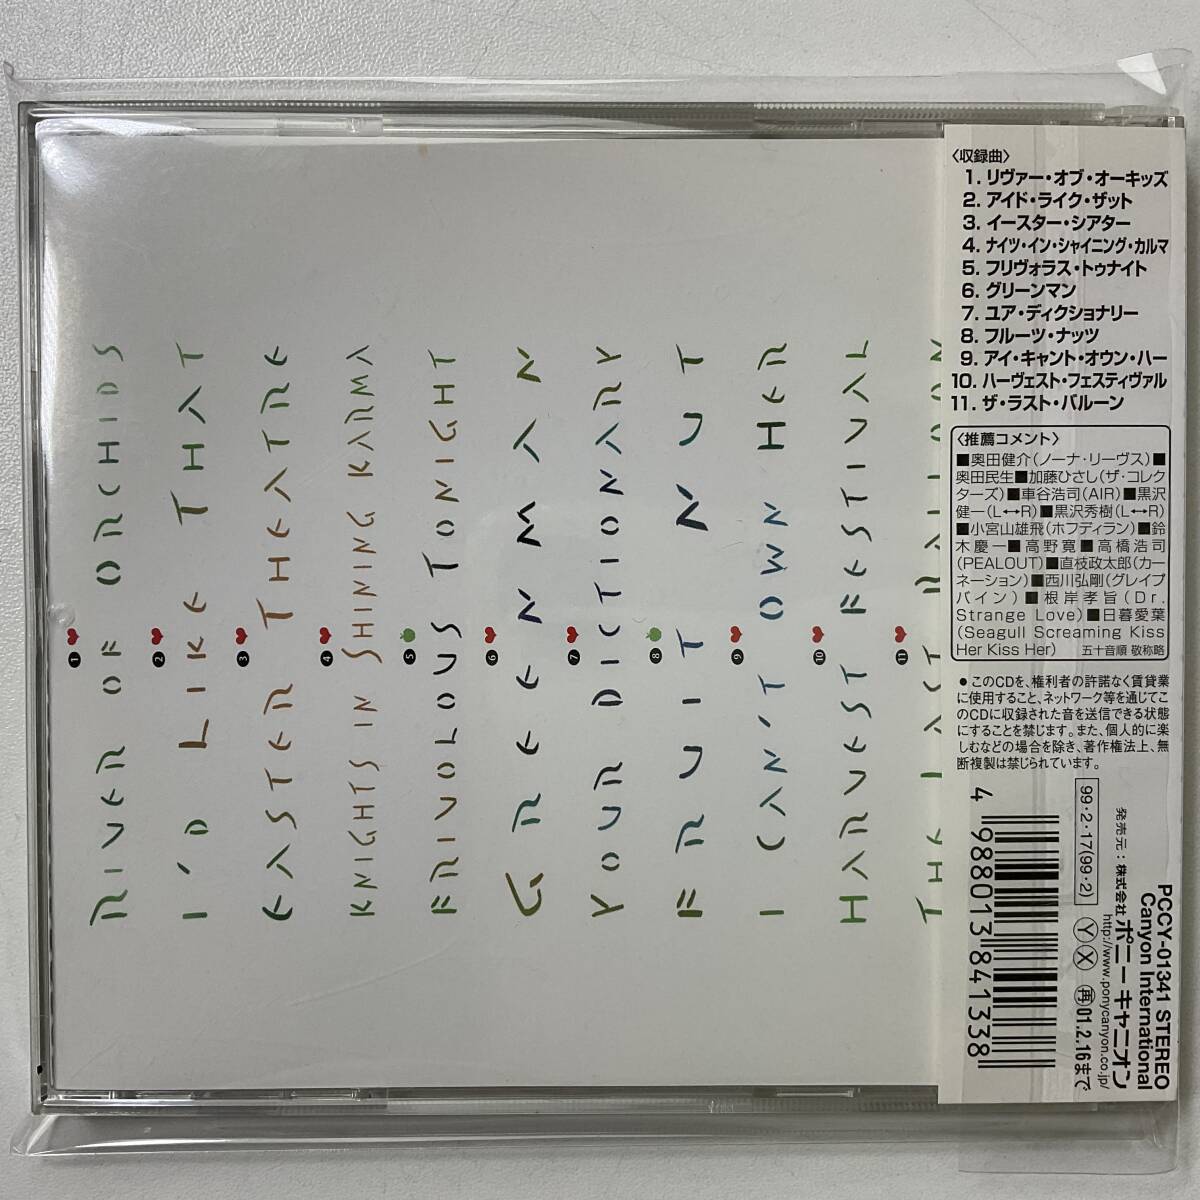 1 RIVER OF ORCHIDS
2 I'D LIKE THAT
3 EASTER THEATRE
4 KNIGHTS IN SHINING KARMA
5 FRIVOLOUS TONIGHT
6 GREENMAN
7 YOUR DICTIONARY
8 FRUIT NUT
9 I CAN'T OWN HER
10 HARVEST FESTIVAL
11 THE LAST BALLOON
〈収録曲〉
1. リヴァー・オブ・オーキッズ
2. アイド・ライク・ザット
3. イースター・シアター
4. ナイツ・イン・シャイニング・カルマ
5. フリヴォラス・トゥナイト
6. グリーンマン
7. ユア・ディクショナリー
8. フルーツ・ナッツ
9. アイ・キャント・オウン・ハー
10. ハーヴェスト・フェスティヴァル
11. ザ・ラスト・バルーン
〈推薦コメント〉
■奥田健介(ノーナ・リーヴス)■
奥田民生■加藤ひさし(ザ・コレク
ターズ)■車谷浩司(AIR)■黒沢
健一(L↔R)■黒沢秀樹(L↔R)
■小宮山雄飛(ホフディラン)■鈴
木慶一■高野寛■高橋浩司
(PEALOUT)■直枝政太郎(カー
ネーション)■西川弘剛(グレイプ
バイン)■根岸孝旨(Dr.
Strange Love)■日暮愛葉
(Seagull Screaming Kiss
Her Kiss Her) 五十音順 敬称略
●このCDを、権利者の許諾なく賃貸業
に使用すること、ネットワーク等を通じてこ
のCDに収録された音を送信できる状態
にすることを禁じます。また、個人的に楽
しむなどの場合を除き、著作権法上、無
断複製は禁じられています。
PCCY-01341 STEREO
Canyon International
発売元:株式会社ポニーキャニオン
http://www.ponycanyon.co.jp/
99・2・17(99・2) Ⓨ Ⓧ 再01.2.16まで
4 988013 841338